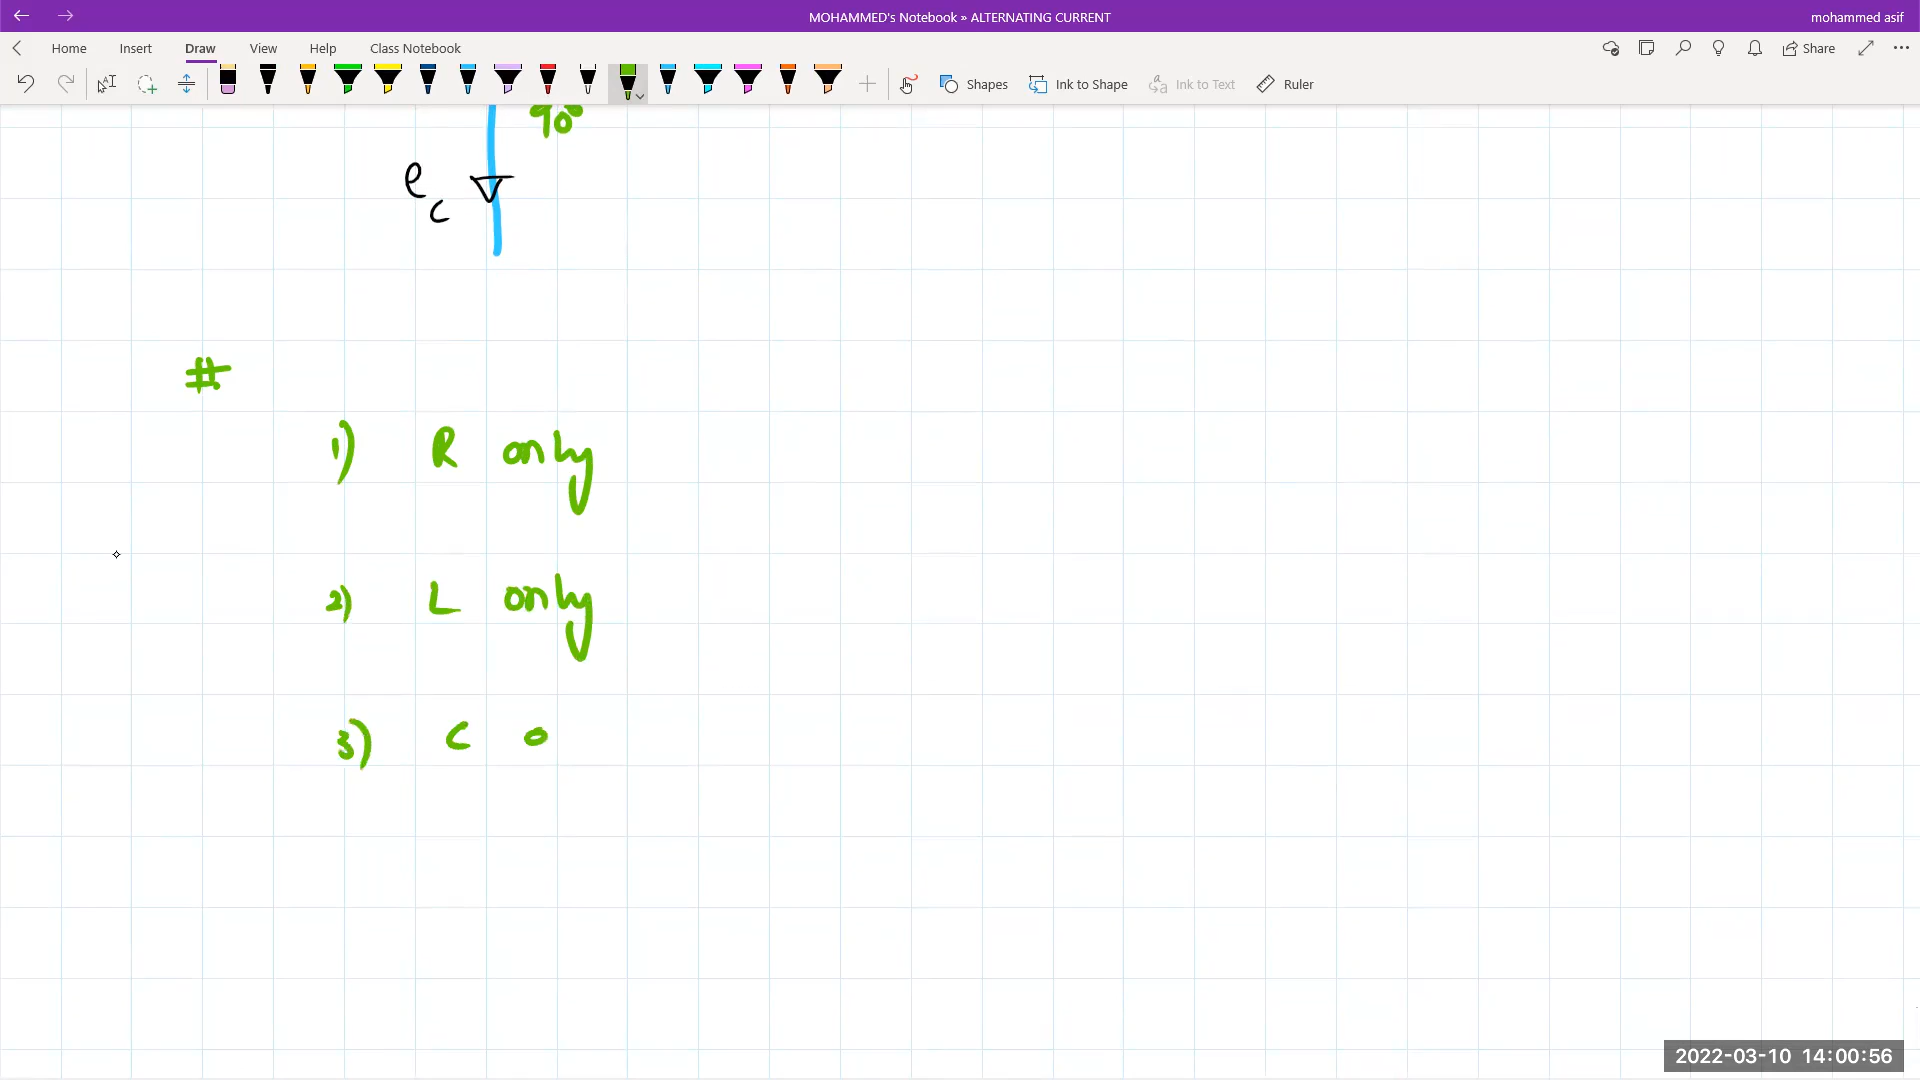 MOHAMMED's Notebook » ALTERNATING CURRENT
mohammed asif
Home Insert Draw View Help Class Notebook
Share
Shapes Ink to Shape Ink to Text Ruler
90°
e c
#
1) R only
2) L only
3) C o
2022-03-10 14:00:56